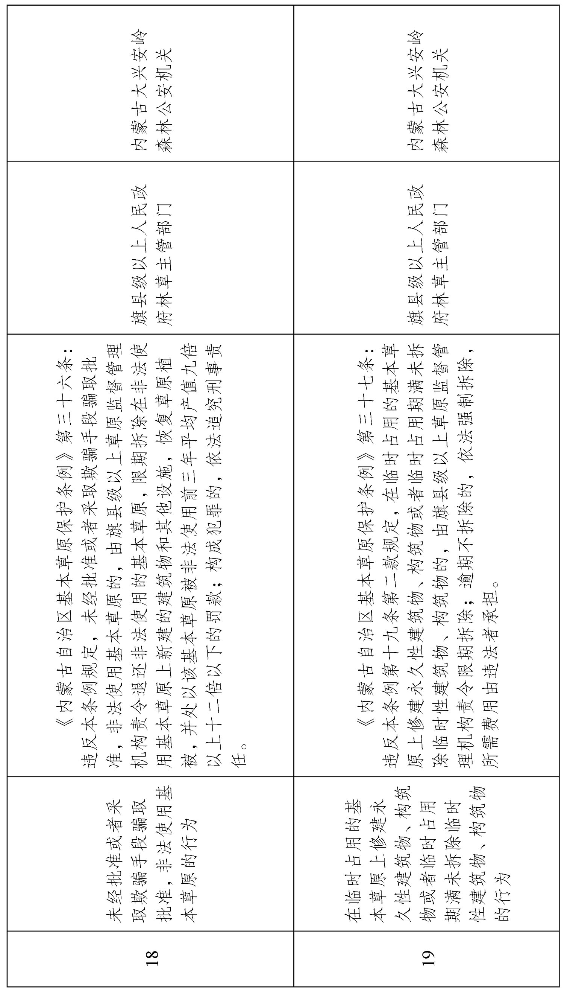 18
未经批准或者采
取欺骗手段骗取
批准，非法使用基
本草原的行为
《内蒙古自治区基本草原保护条例》第三十六条：
违反本条例规定，未经批准或者采取欺骗手段骗取批
准，非法使用基本草原的，由旗县级以上草原监督管理
机构责令退还非法使用的基本草原，限期拆除在非法使
用基本草原上新建的建筑物和其他设施，恢复草原植
被，并处以该基本草原被非法使用前三年平均产值九倍
以上十二倍以下的罚款；构成犯罪的，依法追究刑事责
任。
旗县级以上人民政
府林草主管部门
内蒙古大兴安岭
森林公安机关
19
在临时占用的基
本草原上修建永
久性建筑物、构筑
物或者临时占用
期满未拆除临时
性建筑物、构筑物
的行为
《内蒙古自治区基本草原保护条例》第三十七条：
违反本条例第十九条第二款规定，在临时占用的基本草
原上修建永久性建筑物、构筑物或者临时占用期满未拆
除临时性建筑物、构筑物的，由旗县级以上草原监督管
理机构责令限期拆除；逾期不拆除的，依法强制拆除，
所需费用由违法者承担。
旗县级以上人民政
府林草主管部门
内蒙古大兴安岭
森林公安机关